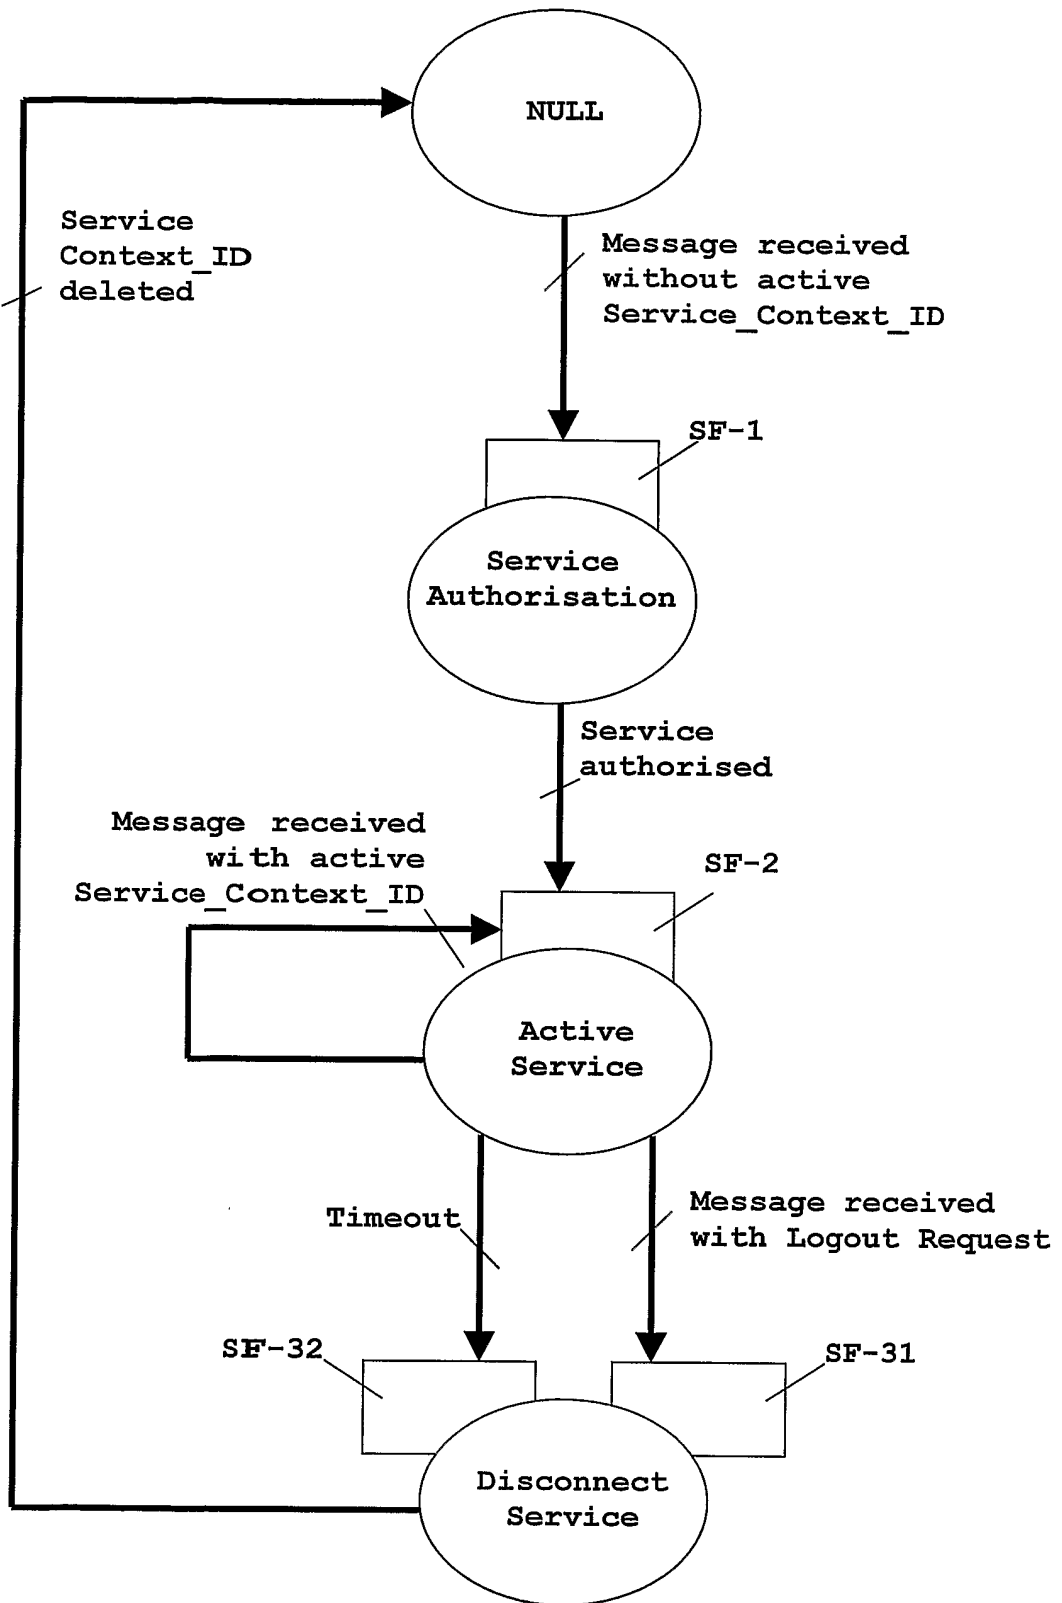 NULL
Service
Context_ID
deleted
Message received
without active
Service_Context_ID
SF-1
Service
Authorisation
Service
authorised
Message received
with active
Service_Context_ID
SF-2
Active
Service
Timeout
Message received
with Logout Request
SF-32
SF-31
Disconnect
Service